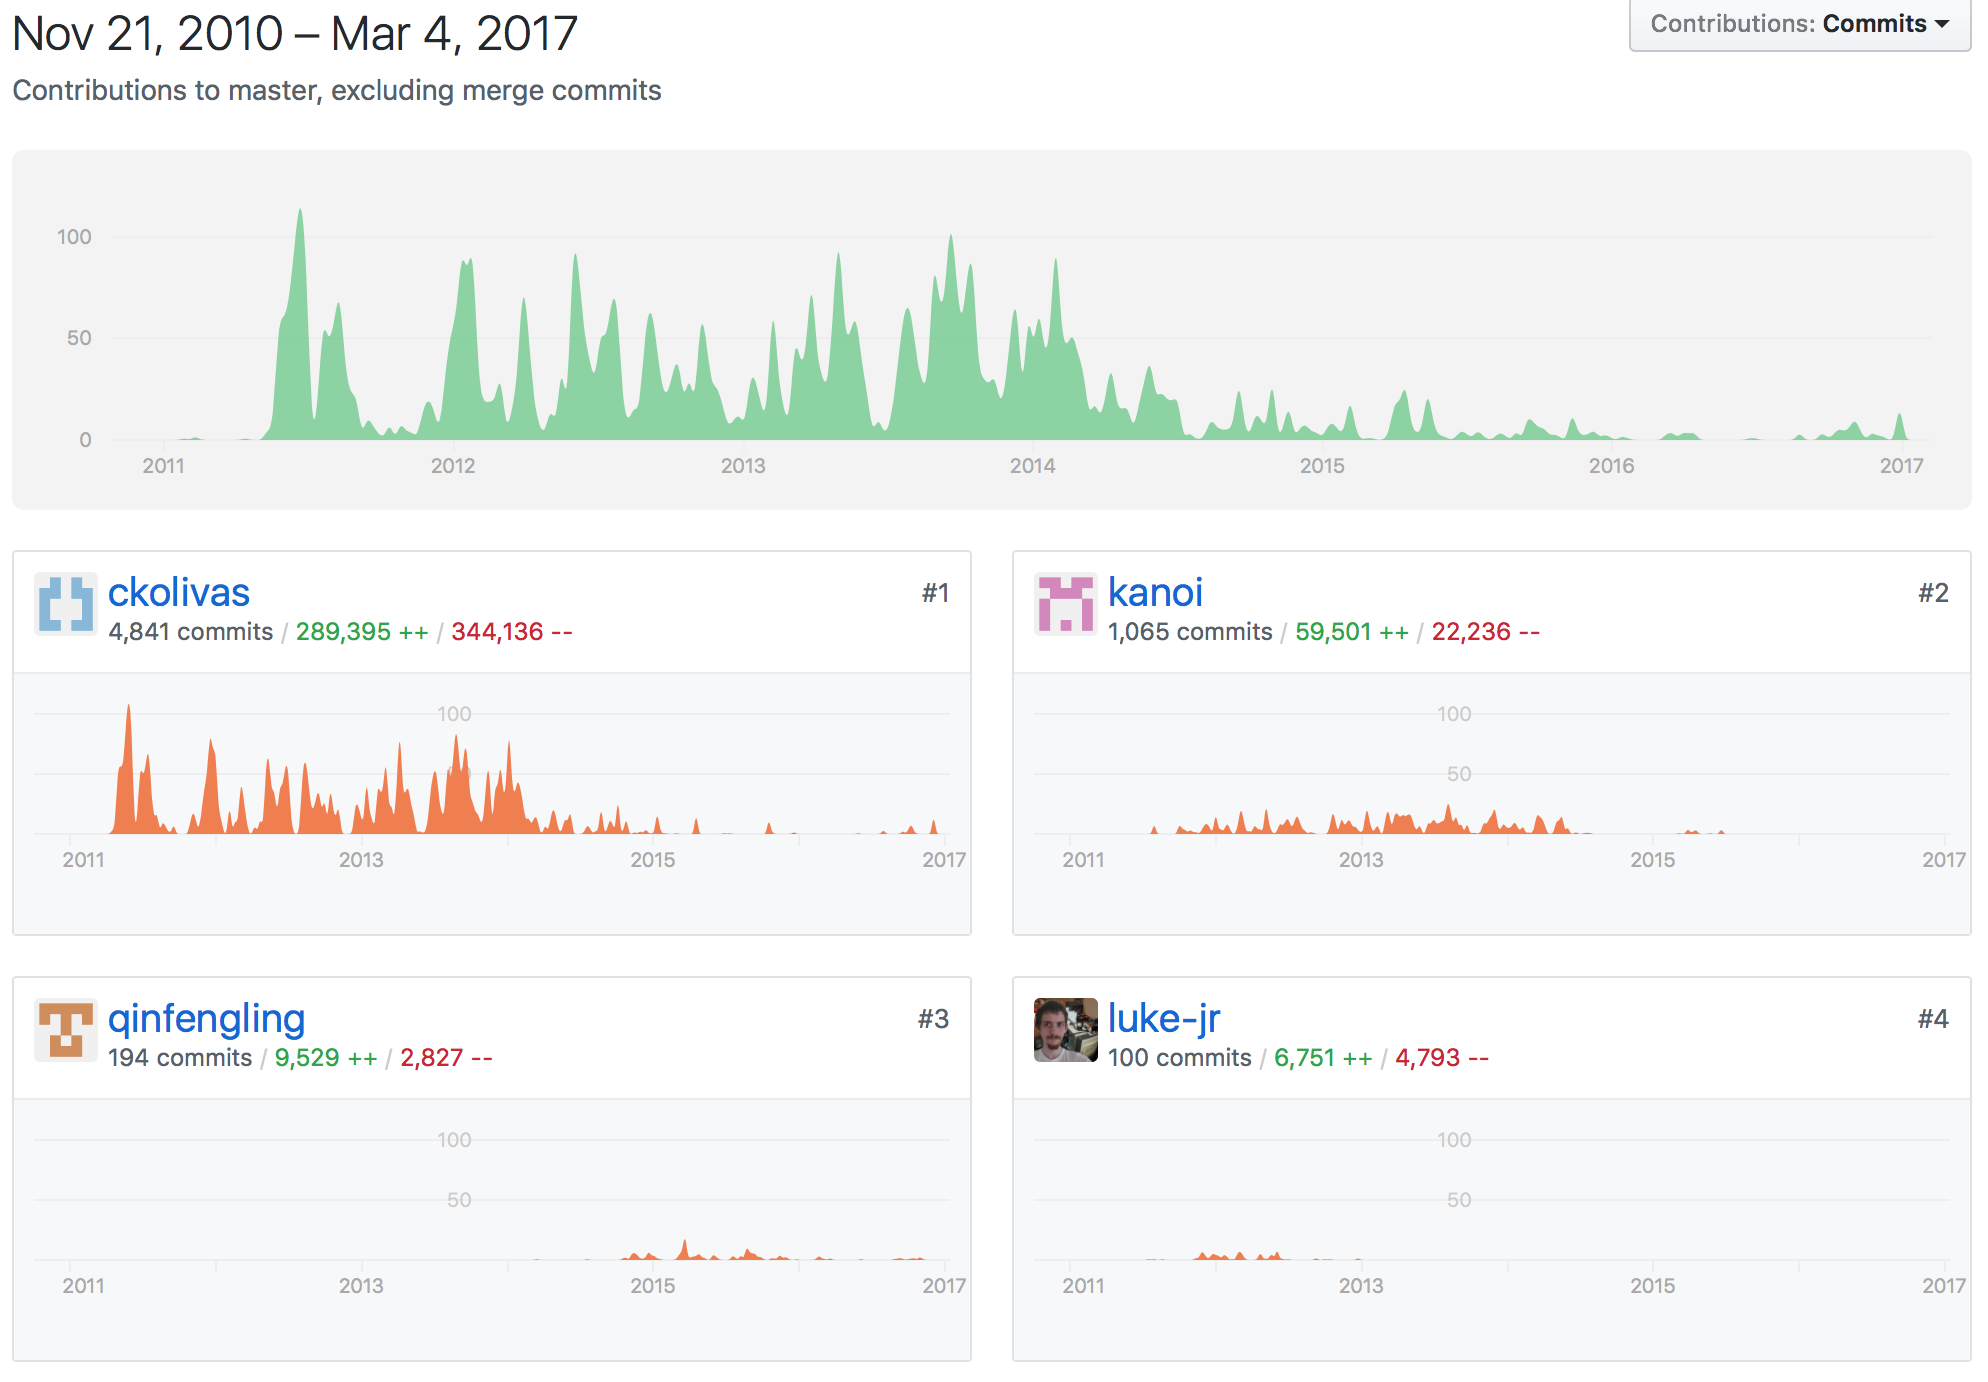 Nov 21, 2010 – Mar 4, 2017
Contributions: Commits
Contributions to master, excluding merge commits
100
50
0
2011 2012 2013 2014 2015 2016 2017
ckolivas #1
4,841 commits / 289,395 ++ / 344,136 --
100
2011 2013 2015 2017
kanoi #2
1,065 commits / 59,501 ++ / 22,236 --
100
50
2011 2013 2015 2017
qinfengling #3
194 commits / 9,529 ++ / 2,827 --
100
50
2011 2013 2015 2017
luke-jr #4
100 commits / 6,751 ++ / 4,793 --
100
50
2011 2013 2015 2017